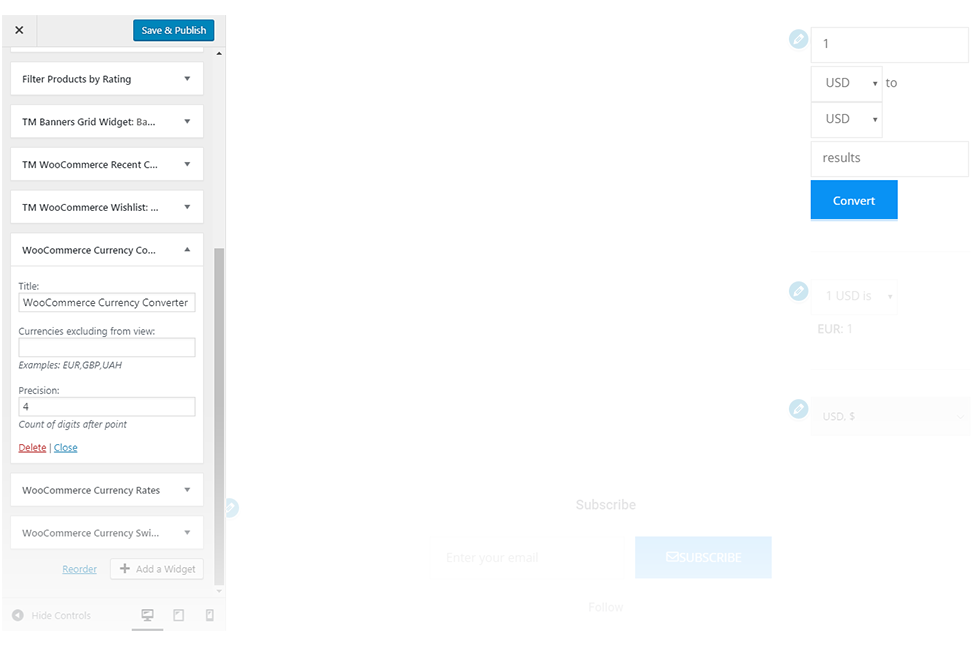 Save & Publish
Filter Products by Rating
TM Banners Grid Widget: Ba...
TM WooCommerce Recent C...
TM WooCommerce Wishlist: ...
WooCommerce Currency Co...
Title:
WooCommerce Currency Converter
Currencies excluding from view:
Examples: EUR,GBP,UAH
Precision:
4
Count of digits after point
Delete | Close
WooCommerce Currency Rates
WooCommerce Currency Swi...
Reorder
Add a Widget
Hide Controls
1
USD to
USD
results
Convert
1 USD is
EUR: 1
USD, $
Subscribe
Enter your email
SUBSCRIBE
Follow